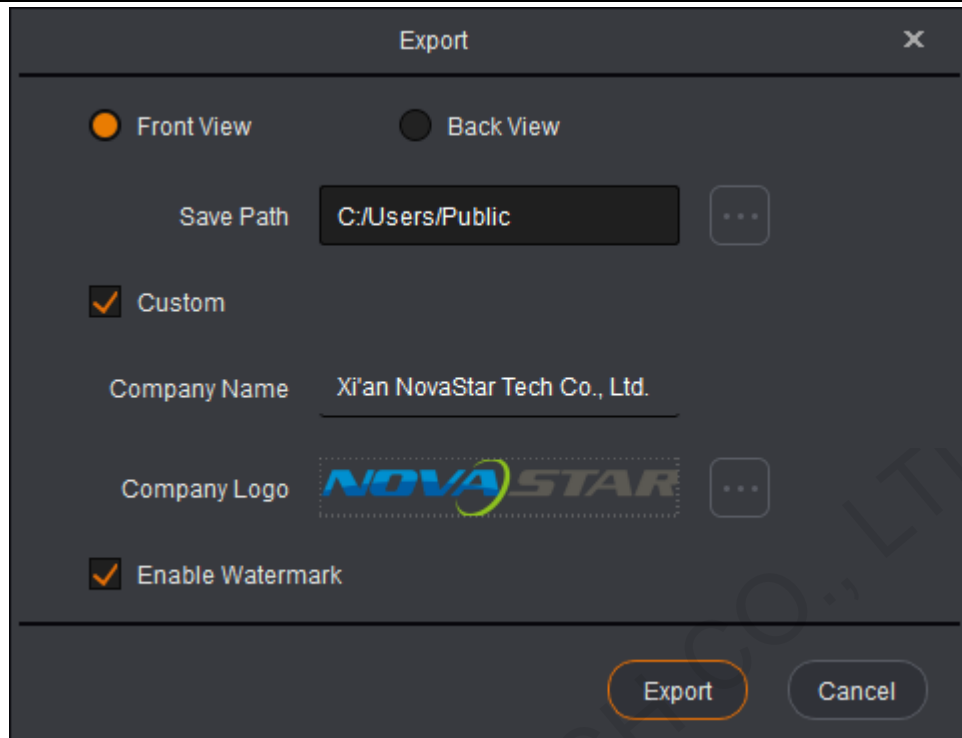 Export
Front View Back View
Save Path C:/Users/Public
Custom
Company Name Xi'an NovaStar Tech Co., Ltd.
Company Logo NOVASTAR
Enable Watermark
Export Cancel